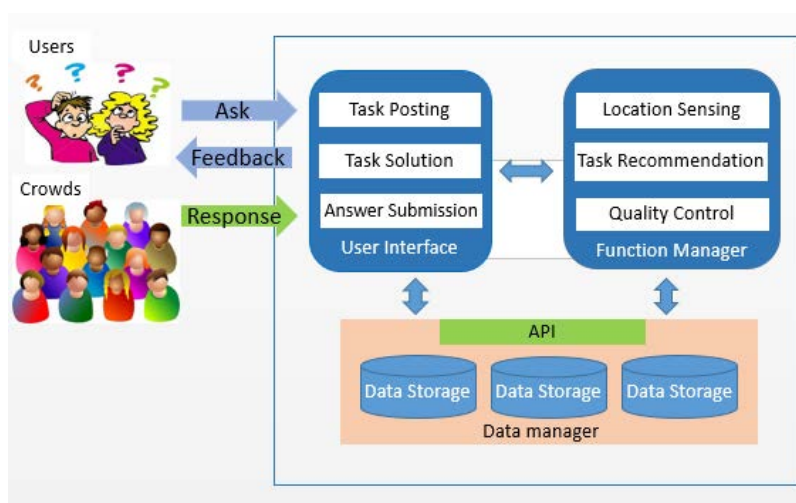 Users
? ? ? ?
Ask
Feedback
Crowds
Response
Task Posting
Task Solution
Answer Submission
User Interface
Location Sensing
Task Recommendation
Quality Control
Function Manager
API
Data Storage
Data Storage
Data Storage
Data manager